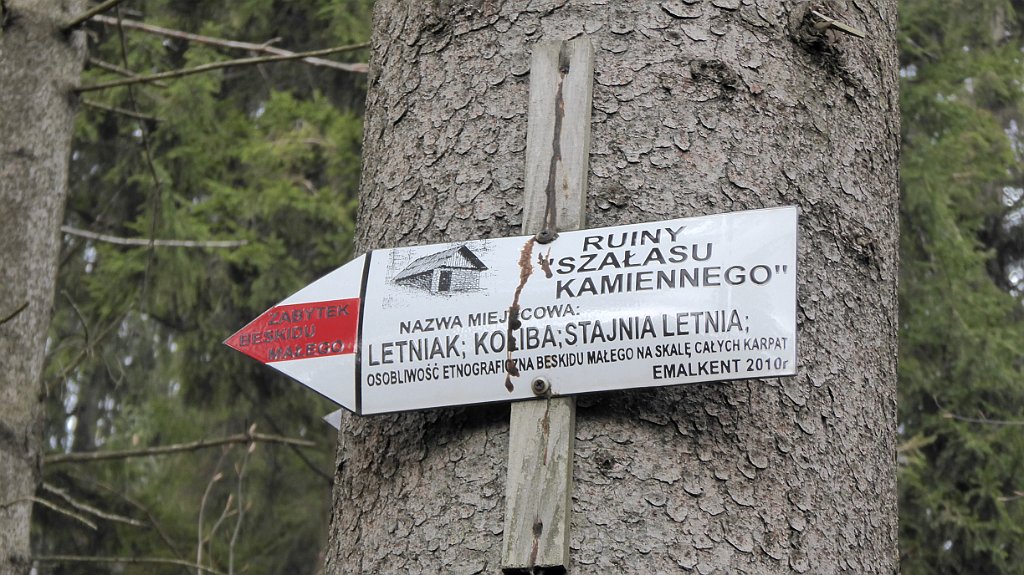 ZABYTEK
BESKIDU
MAŁEGO
RUINY
"SZAŁASU
KAMIENNEGO"
NAZWA MIEJSCOWA:
LETNIAK; KOLIBA; STAJNIA LETNIA;
OSOBLIWOŚĆ ETNOGRAFICZNA BESKIDU MAŁEGO NA SKALĘ CAŁYCH KARPAT
EMALKENT 2010r